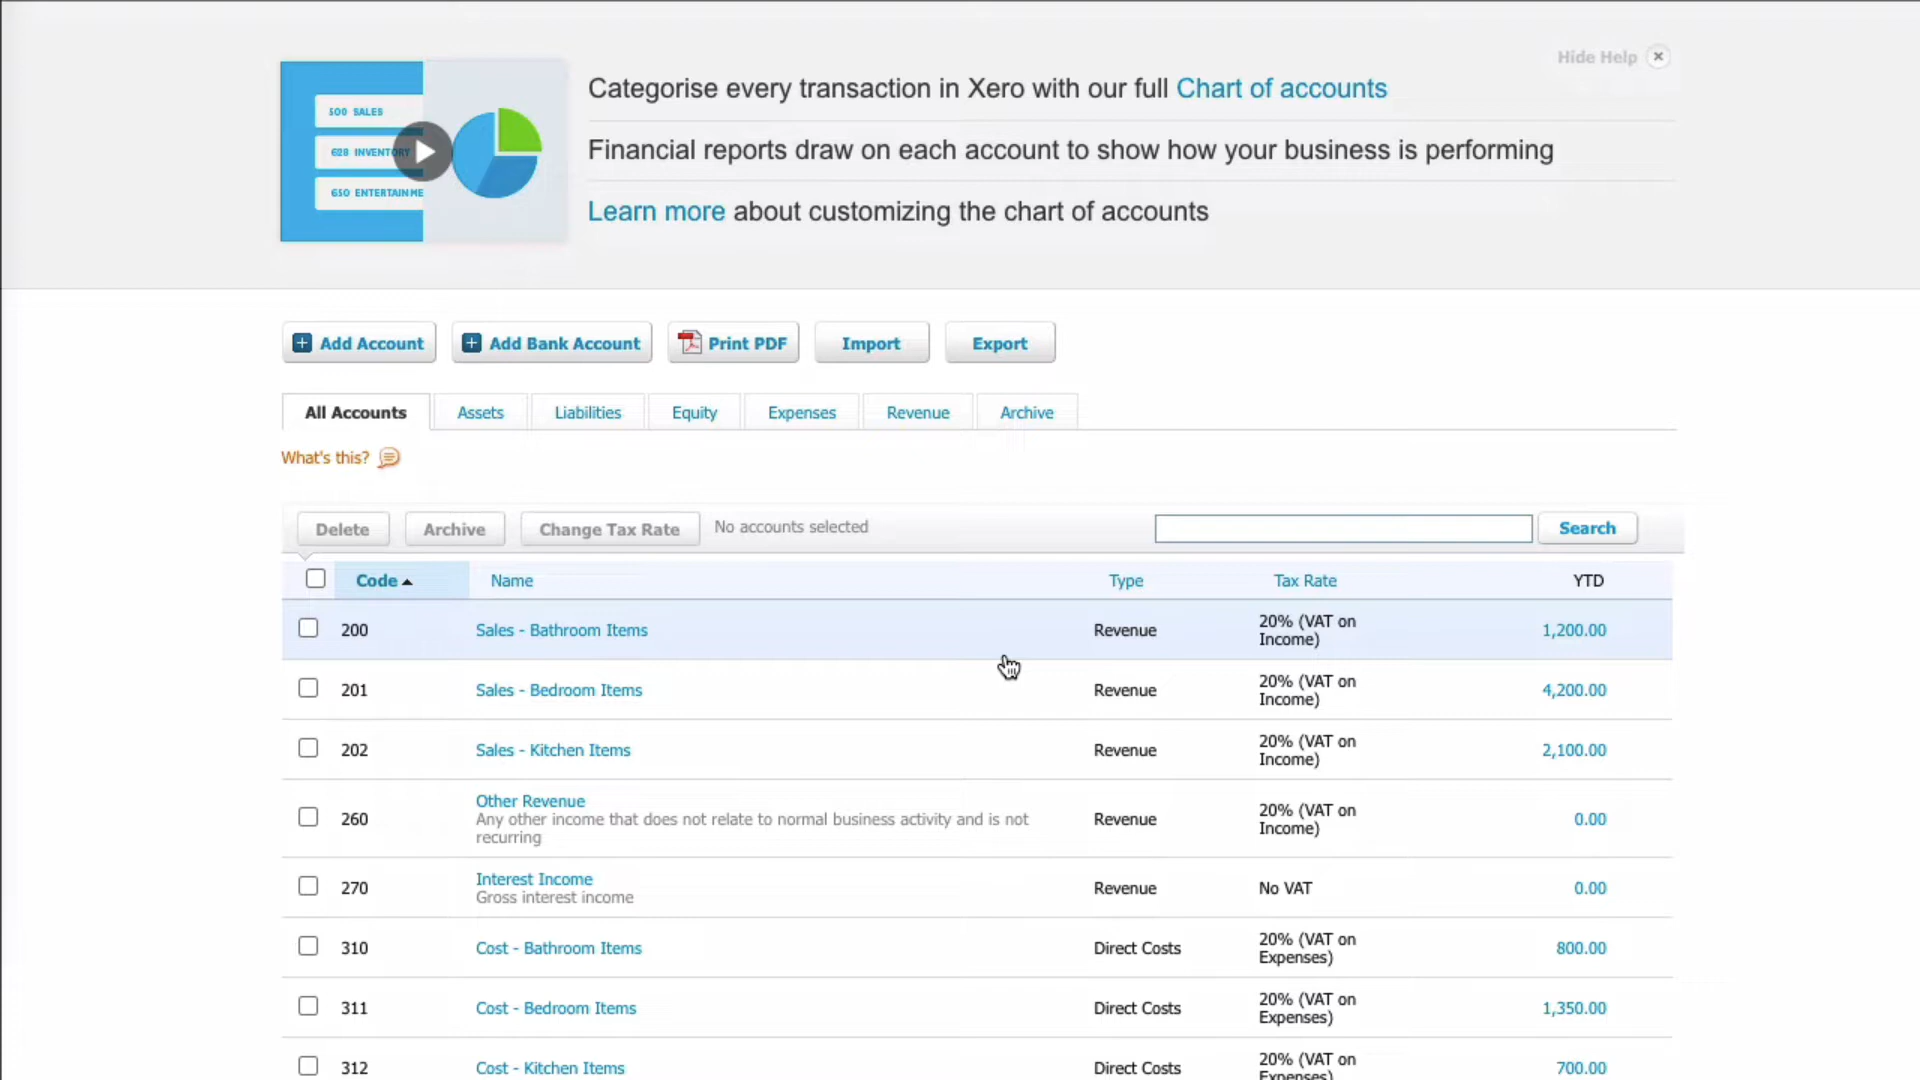 Hide Help
500 SALES
628 INVENTORY
650 ENTERTAINME
Categorise every transaction in Xero with our full Chart of accounts
Financial reports draw on each account to show how your business is performing
Learn more about customizing the chart of accounts
Add Account
Add Bank Account
Print PDF
Import
Export
All Accounts
Assets
Liabilities
Equity
Expenses
Revenue
Archive
What's this?
Delete
Archive
Change Tax Rate
No accounts selected
Search
Code Name Type Tax Rate YTD
200 Sales - Bathroom Items Revenue 20% (VAT on
Income) 1,200.00
201 Sales - Bedroom Items Revenue 20% (VAT on
Income) 4,200.00
202 Sales - Kitchen Items Revenue 20% (VAT on
Income) 2,100.00
260 Other Revenue
Any other income that does not relate to normal business activity and is not
recurring
Revenue 20% (VAT on
Income) 0.00
270 Interest Income
Gross interest income
Revenue No VAT 0.00
310 Cost - Bathroom Items Direct Costs 20% (VAT on
Expenses) 800.00
311 Cost - Bedroom Items Direct Costs 20% (VAT on
Expenses) 1,350.00
312 Cost - Kitchen Items Direct Costs 20% (VAT on
Expenses) 700.00